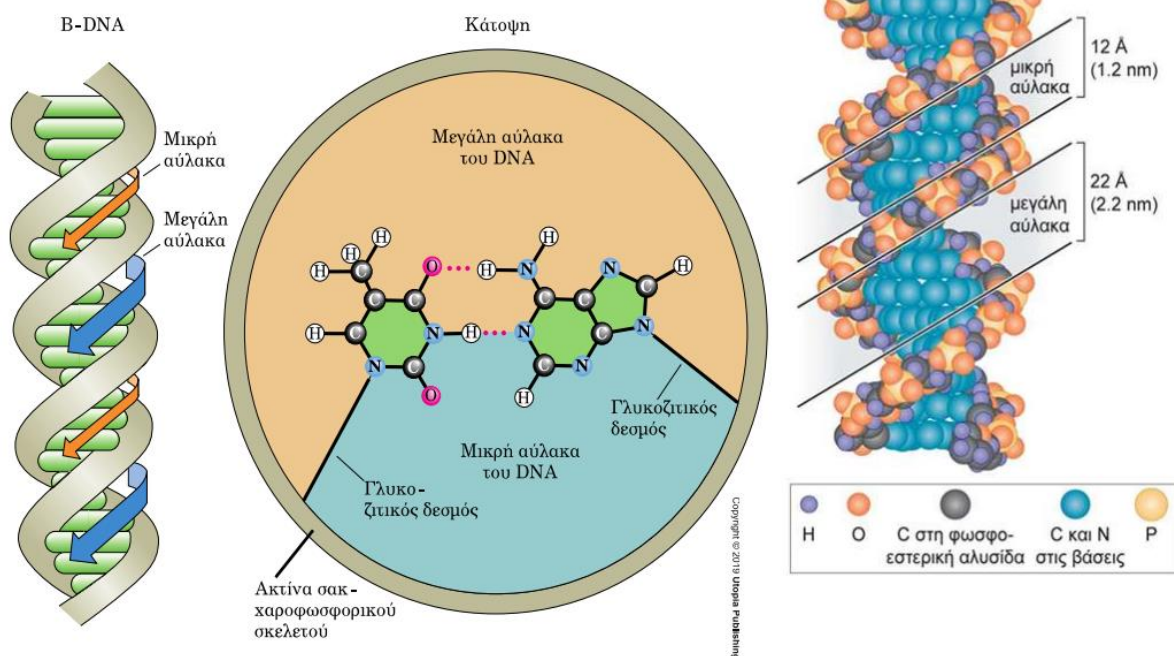 B-DNA
Μικρή
αύλακα
Μεγάλη
αύλακα
Κάτοψη
Μεγάλη αύλακα
του DNA
H
H
H
C
O
H
H
N
N
C
H
C
C
C
C
C
H
C
N
H
N
C
N
N
C
C
N
O
H
Γλυκοζιτικός
δεσμός
Μικρή αύλακα
του DNA
Γλυκο-
ζιτικός δεσμός
Ακτίνα σακ-
χαροφωσφορικού
σκελετού
Copyright © 2019 Utopia Publishing
μικρή
αύλακα
12 Å
(1.2 nm)
μεγάλη
αύλακα
22 Å
(2.2 nm)
H
O
C στη φωσφο-
εστερική αλυσίδα
C και N
στις βάσεις
P